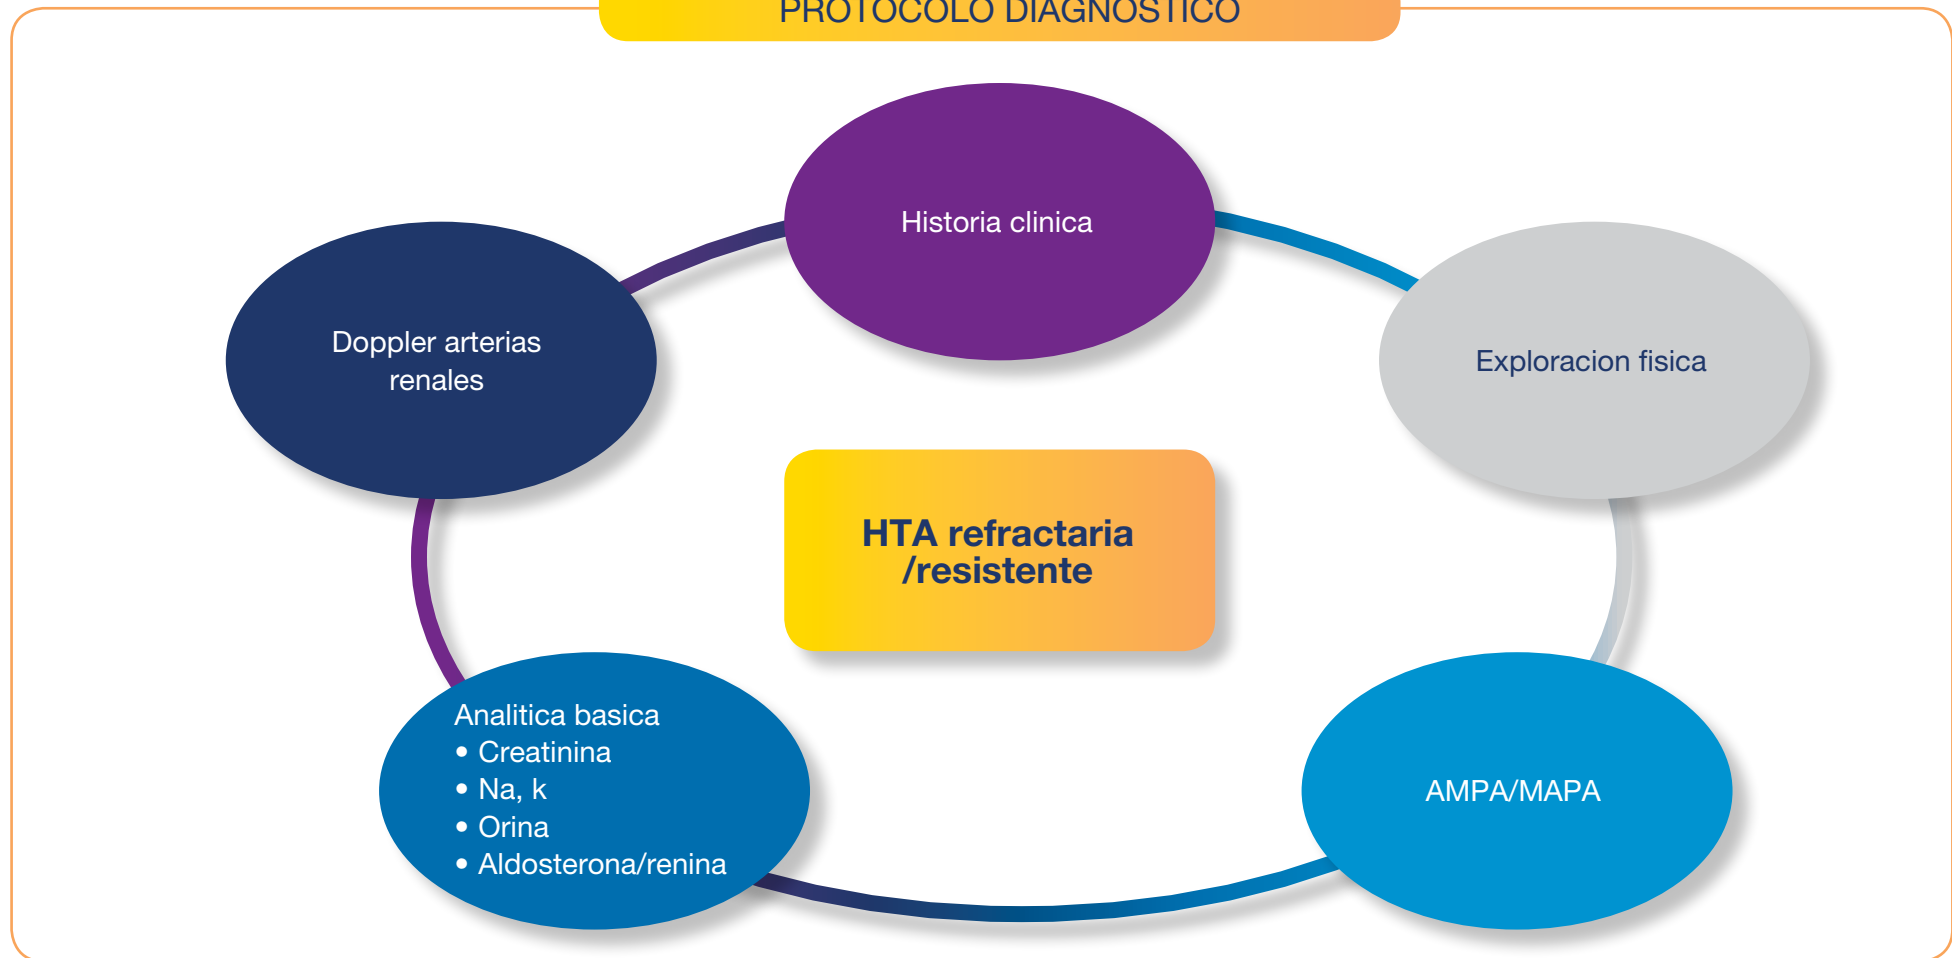 PROTOCOLO DIAGNÓSTICO
Historia clinica
Exploracion fisica
AMPA/MAPA
Analitica basica
• Creatinina
• Na, k
• Orina
• Aldosterona/renina
Doppler arterias
renales
HTA refractaria
/resistente